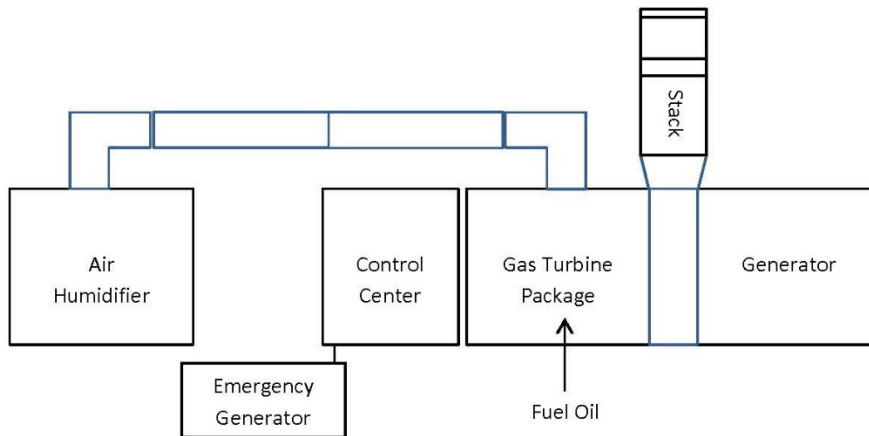 Stack
Air
Humidifier
Control
Center
Gas Turbine
Package
Generator
Emergency
Generator
Fuel Oil